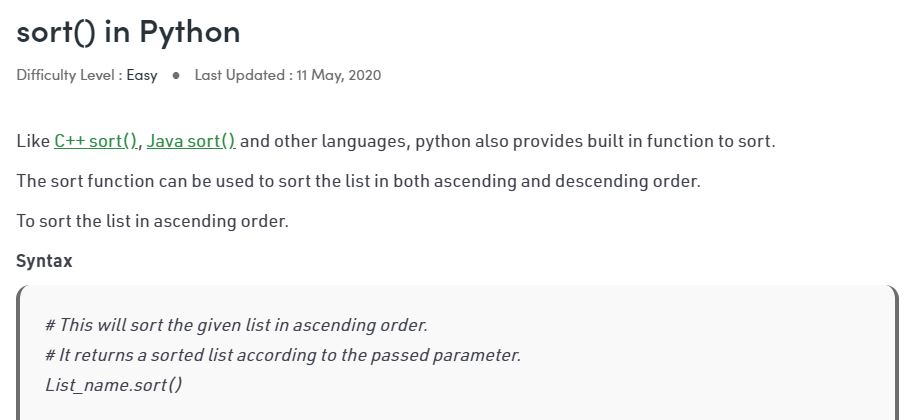 sort() in Python
Difficulty Level : Easy ● Last Updated : 11 May, 2020
Like C++ sort(), Java sort() and other languages, python also provides built in function to sort.
The sort function can be used to sort the list in both ascending and descending order.
To sort the list in ascending order.
Syntax
# This will sort the given list in ascending order.
# It returns a sorted list according to the passed parameter.
List_name.sort()